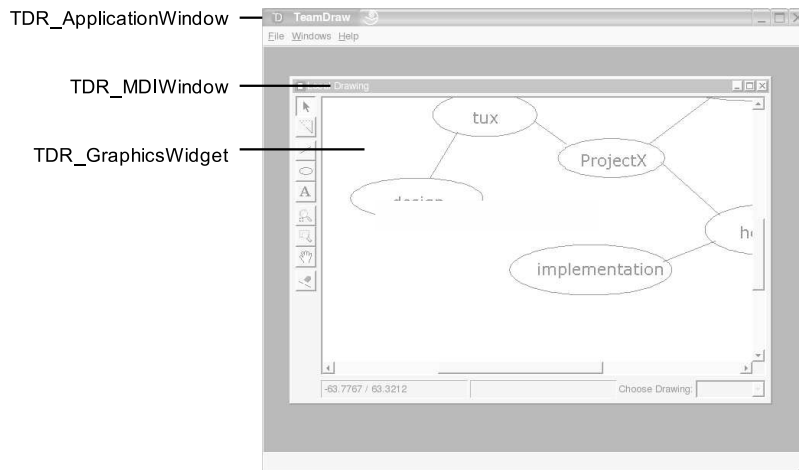 TDR_ApplicationWindow
TeamDraw
File Windows Help
TDR_MDIWindow
Drawing
tux
TDR_GraphicsWidget
ProjectX
A
implementation
-63.7767 / 63.3212
Choose Drawing: